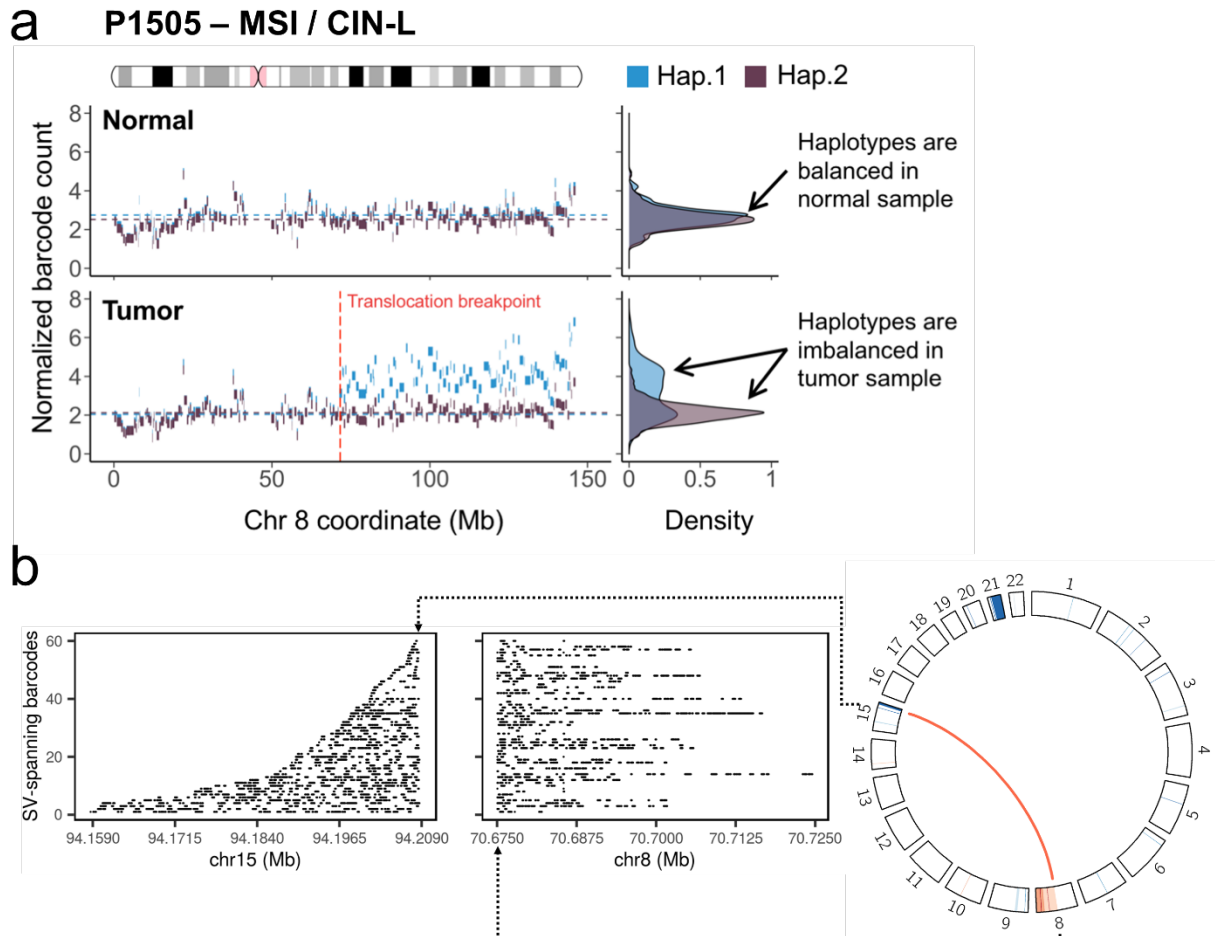 a
P1505 – MSI / CIN-L
Hap.1
Hap.2
Normalized barcode count
Normal
8
6
4
2
0
Haplotypes are
balanced in
normal sample
Tumor
Translocation breakpoint
8
6
4
2
0
Haplotypes are
imbalanced in
tumor sample
0
50
100
150
0
0.5
1
Chr 8 coordinate (Mb)
Density
b
SV-spanning barcodes
60
40
20
0
94.1590
94.1715
94.1840
94.1965
94.2090
chr15 (Mb)
70.6750
70.6875
70.7000
70.7125
70.7250
chr8 (Mb)
1
2
3
4
5
6
7
8
9
10
11
12
13
14
15
16
17
18
19
20
21
22